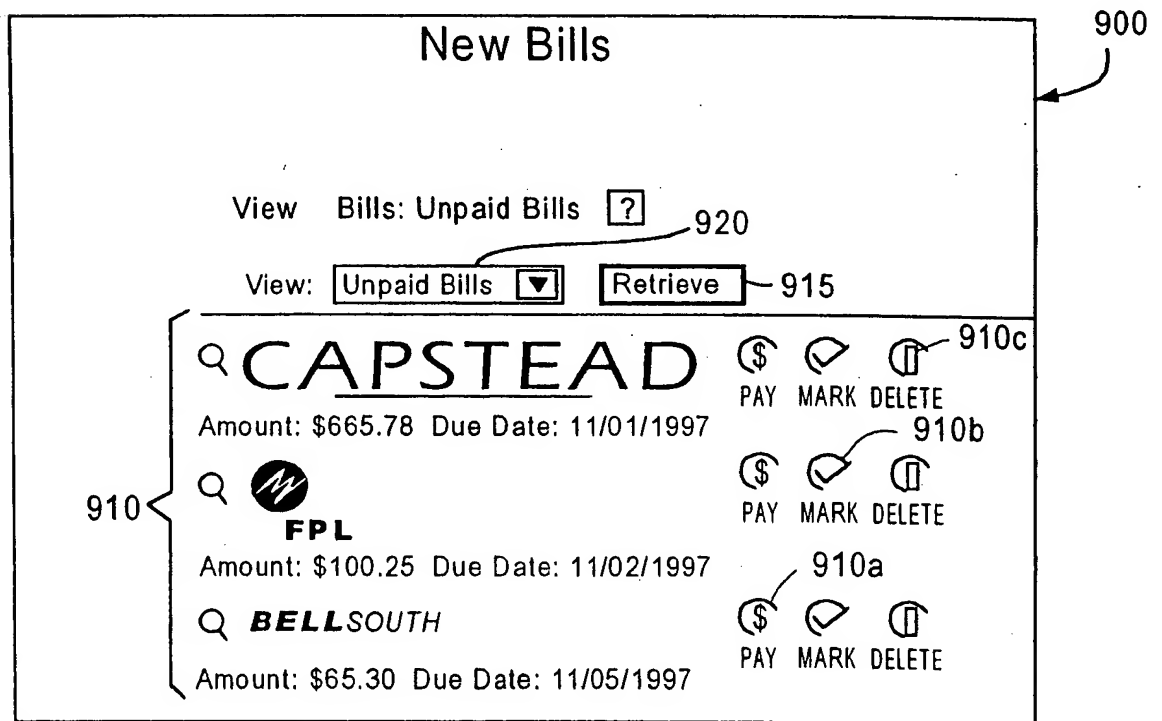 New Bills
900
View Bills: Unpaid Bills ?
920
View: Unpaid Bills Retrieve 915
910
CAPSTEAD $ 910c
PAY MARK DELETE
Amount: $665.78 Due Date: 11/01/1997
910b
$
FPL
PAY MARK DELETE
Amount: $100.25 Due Date: 11/02/1997
910a
BELLSOUTH $
PAY MARK DELETE
Amount: $65.30 Due Date: 11/05/1997